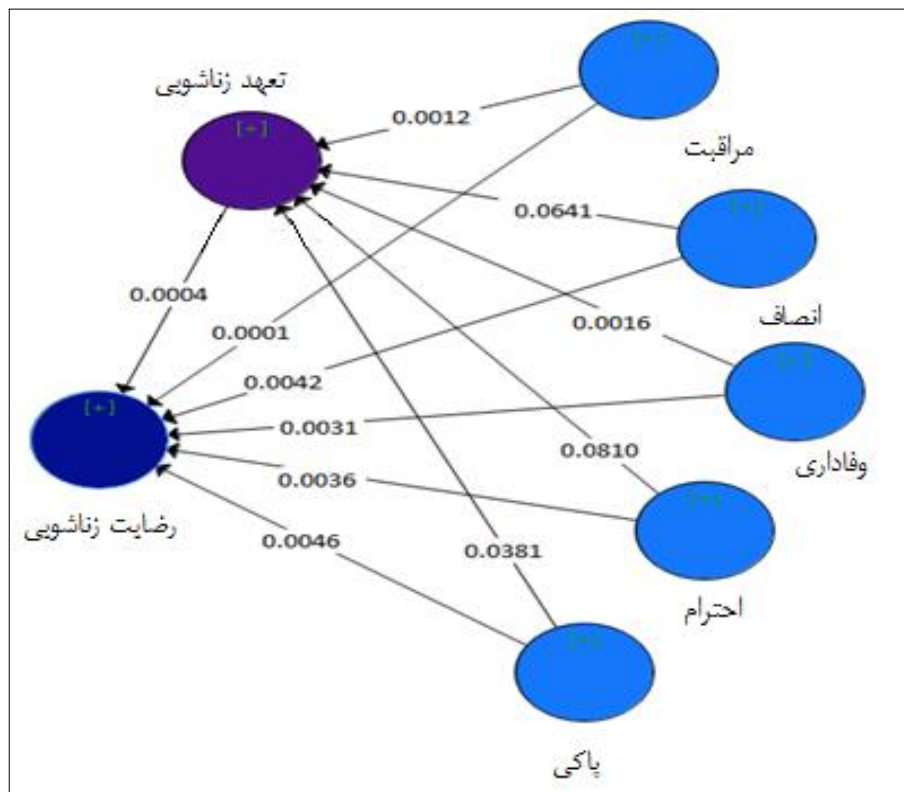 [+]
مراقبت
تعهد زناشویی
[+]
0.0012
[+]
0.0641
انصاف
0.0004
0.0001
0.0016
[+]
0.0042
[+]
0.0031
وفاداری
0.0810
0.0036
[+]
رضایت زناشویی
0.0046
0.0381
احترام
[+]
پاکی